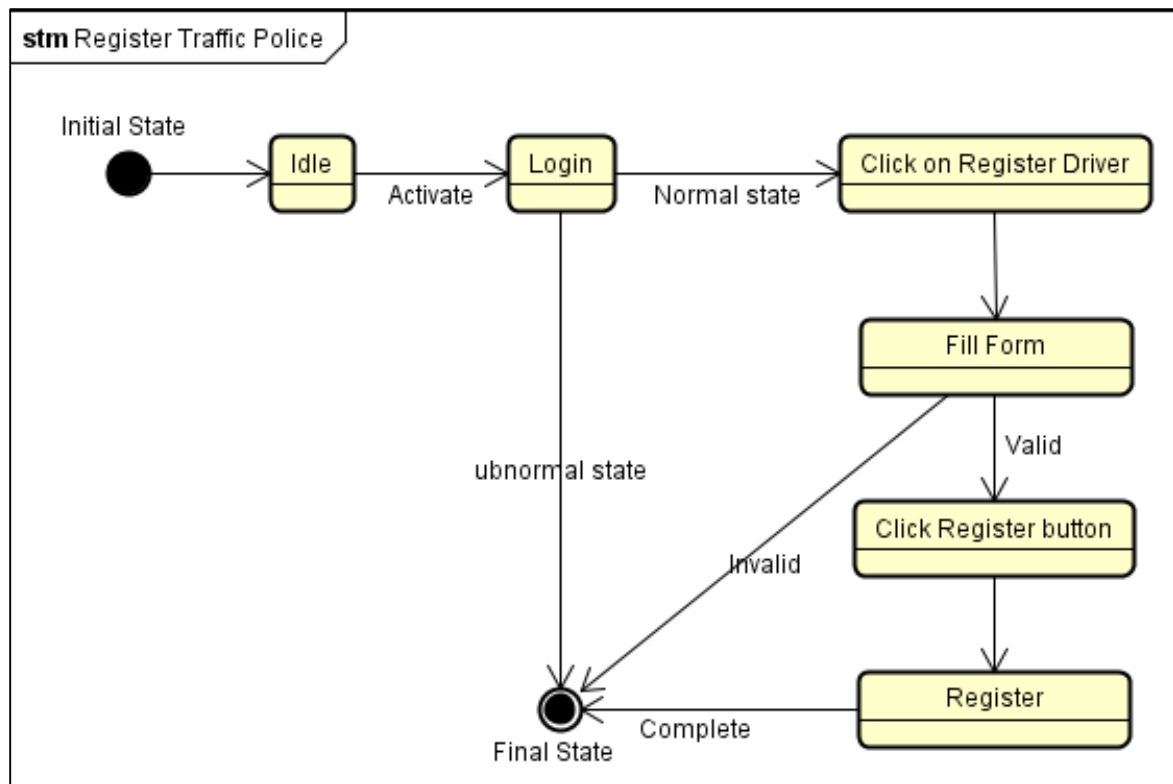 stm Register Traffic Police
Initial State
Idle
Activate
Login
Normal state
Click on Register Driver
Fill Form
Valid
ubnormal state
Click Register button
Invalid
Register
Complete
Final State